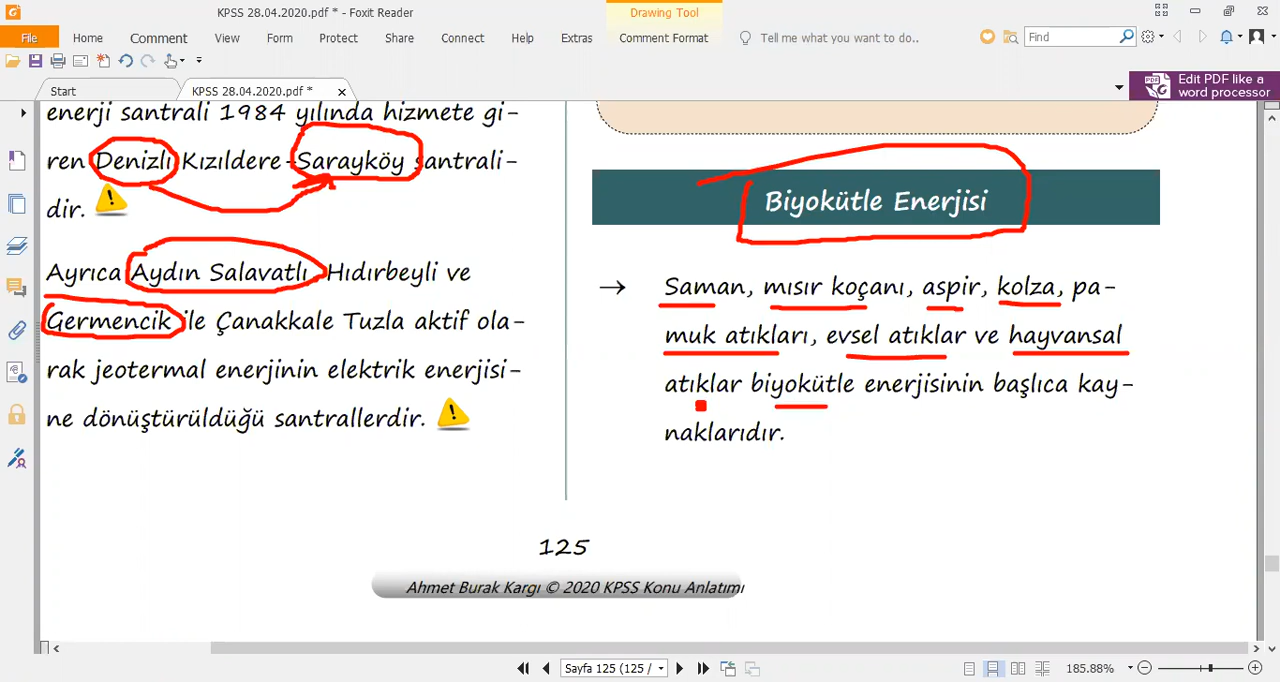 KPSS 28.04.2020.pdf * - Foxit Reader
Drawing Tool
File Home Comment View Form Protect Share Connect Help Extras Comment Format Tell me what you want to do.. Find
Start KPSS 28.04.2020.pdf *
Edit PDF like a
word processor
enerji santrali 1984 yılında hizmete gi-
ren Denizli Kızıldere-Sarayköy santrali-
dir.
Ayrıca Aydın Salavatlı, Hıdırbeyli ve
Germencik ile Çanakkale Tuzla aktif ola-
rak jeotermal enerjinin elektrik enerjisi-
ne dönüştürüldüğü santrallerdir.
Biyokütle Enerjisi
→ Saman, mısır koçanı, aspir, kolza, pa-
muk atıkları, evsel atıklar ve hayvansal
atıklar biyokütle enerjisinin başlıca kay-
naklarıdır.
125
Ahmet Burak Kargı © 2020 KPSS Konu Anlatımı
Sayfa 125 (125 /
185.88%